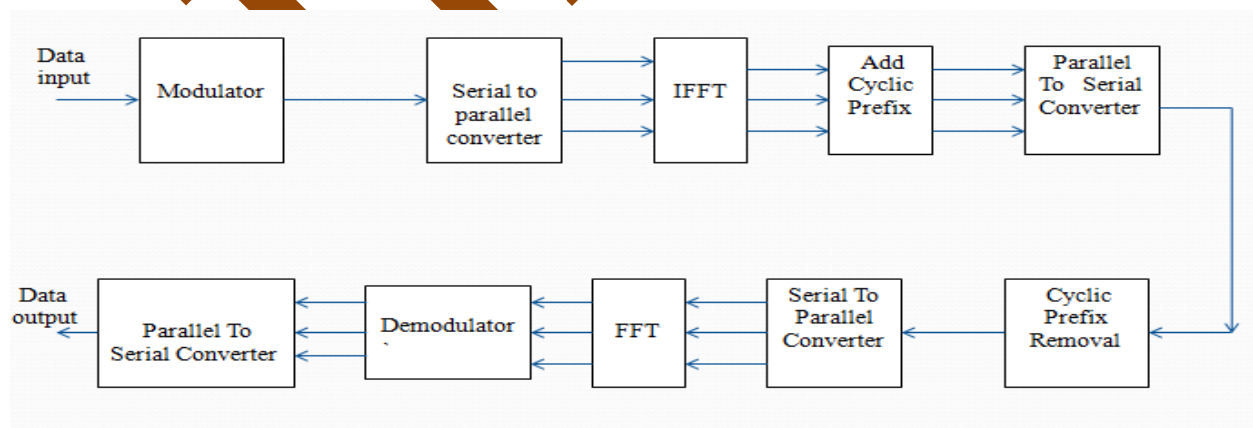 Data
input
Modulator
Serial to
parallel
converter
IFFT
Add
Cyclic
Prefix
Parallel
To Serial
Converter
Data
output
Parallel To
Serial Converter
Demodulator
FFT
Serial To
Parallel
Converter
Cyclic
Prefix
Removal